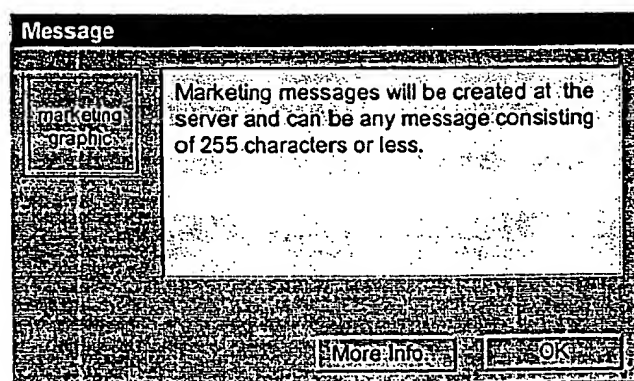 Message
marketing
graphic
Marketing messages will be created at the
server and can be any message consisting
of 255 characters or less.
More Info...
OK